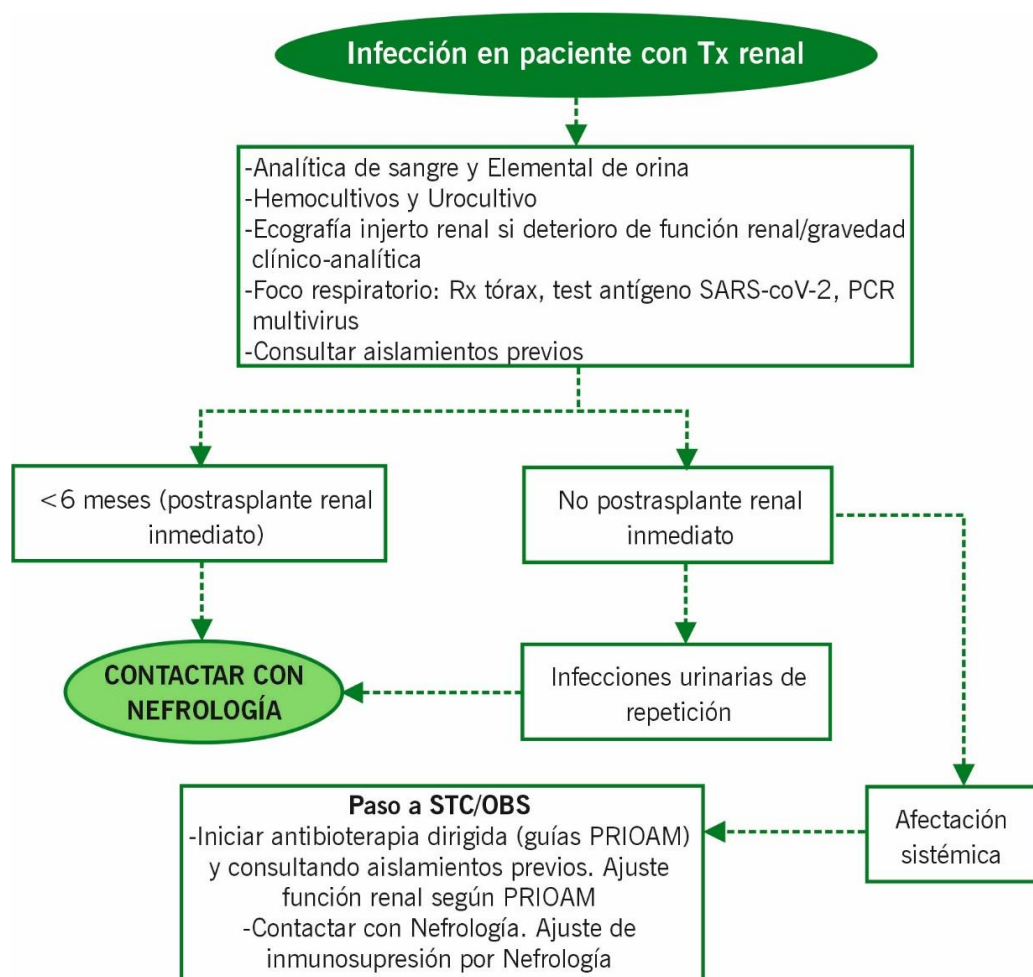 Infección en paciente con Tx renal
-Analítica de sangre y Elemental de orina
-Hemocultivos y Urocultivo
-Ecografía injerto renal si deterioro de función renal/gravedad
clínico-analítica
-Foco respiratorio: Rx tórax, test antígeno SARS-coV-2, PCR
multivirus
-Consultar aislamientos previos
<6 meses (postrasplante renal
inmediato)
No postrasplante renal
inmediato
CONTACTAR CON
NEFROLOGÍA
Infecciones urinarias de
repetición
Paso a STC/OBS
-Iniciar antibioterapia dirigida (guías PRIOAM)
y consultando aislamientos previos. Ajuste
función renal según PRIOAM
-Contactar con Nefrología. Ajuste de
inmunosupresión por Nefrología
Afectación
sistémica